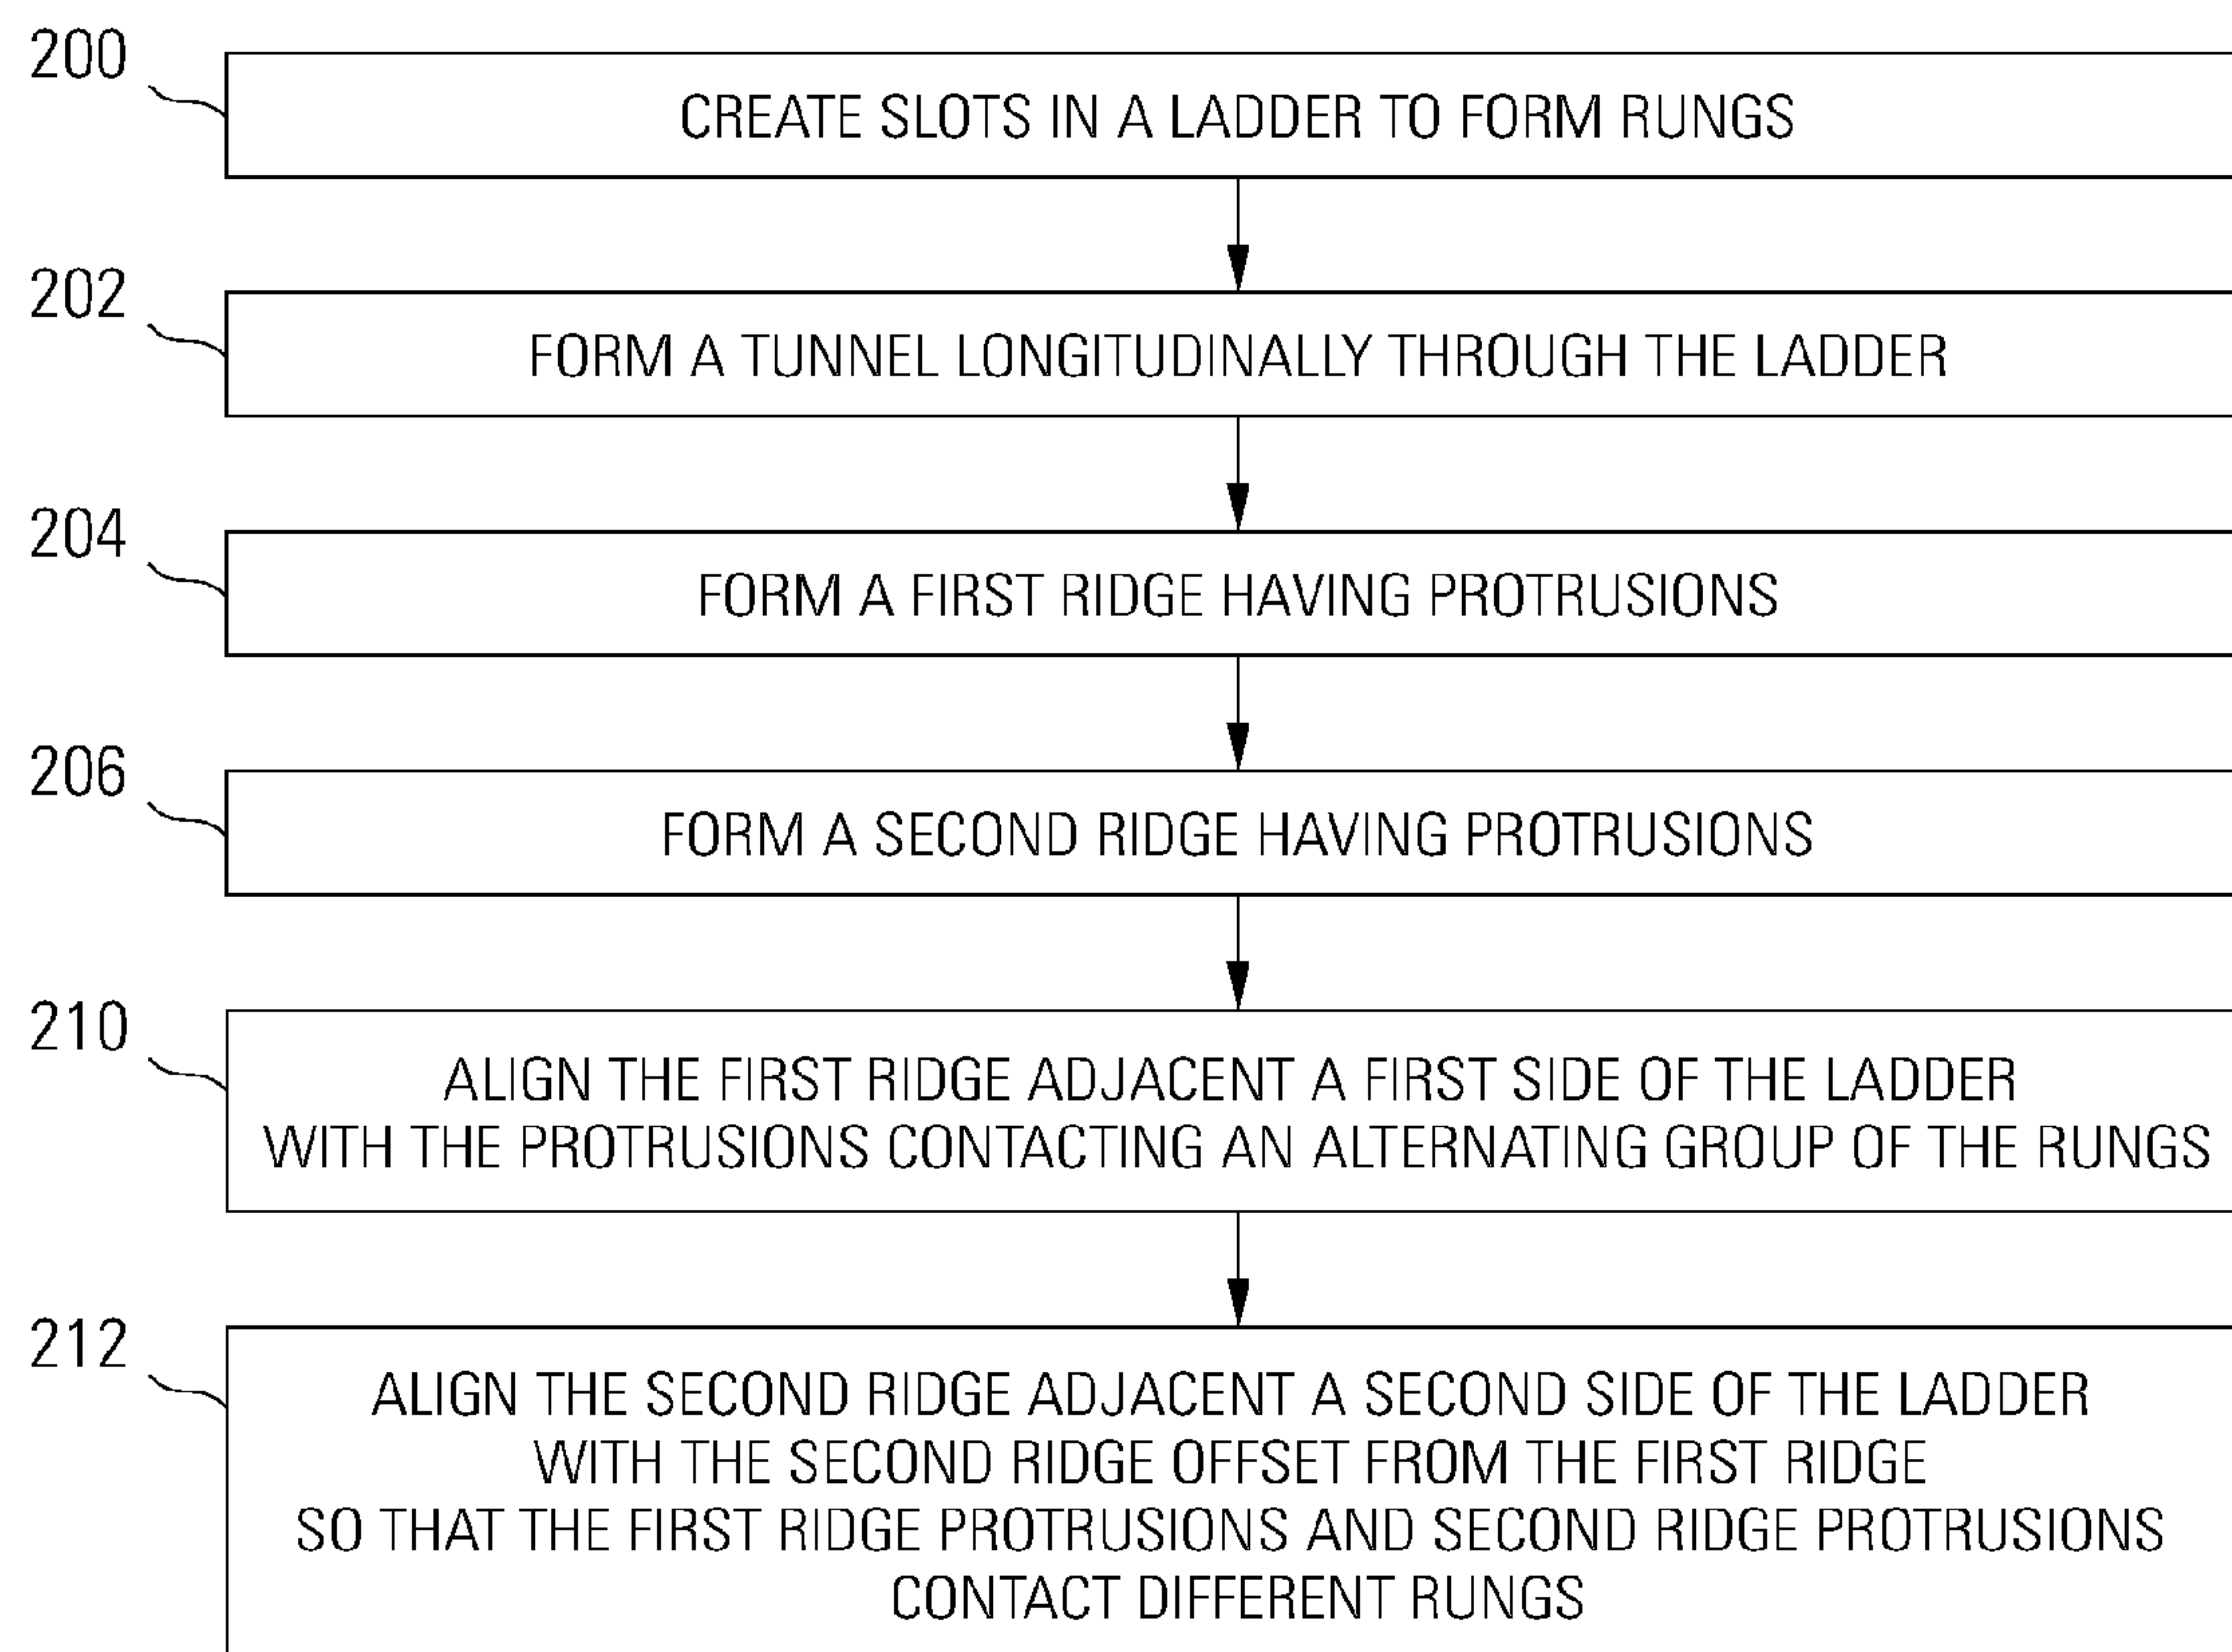 200
CREATE SLOTS IN A LADDER TO FORM RUNGS
202
FORM A TUNNEL LONGITUDINALLY THROUGH THE LADDER
204
FORM A FIRST RIDGE HAVING PROTRUSIONS
206
FORM A SECOND RIDGE HAVING PROTRUSIONS
210
ALIGN THE FIRST RIDGE ADJACENT A FIRST SIDE OF THE LADDER
WITH THE PROTRUSIONS CONTACTING AN ALTERNATING GROUP OF THE RUNGS
212
ALIGN THE SECOND RIDGE ADJACENT A SECOND SIDE OF THE LADDER
WITH THE SECOND RIDGE OFFSET FROM THE FIRST RIDGE
SO THAT THE FIRST RIDGE PROTRUSIONS AND SECOND RIDGE PROTRUSIONS
CONTACT DIFFERENT RUNGS